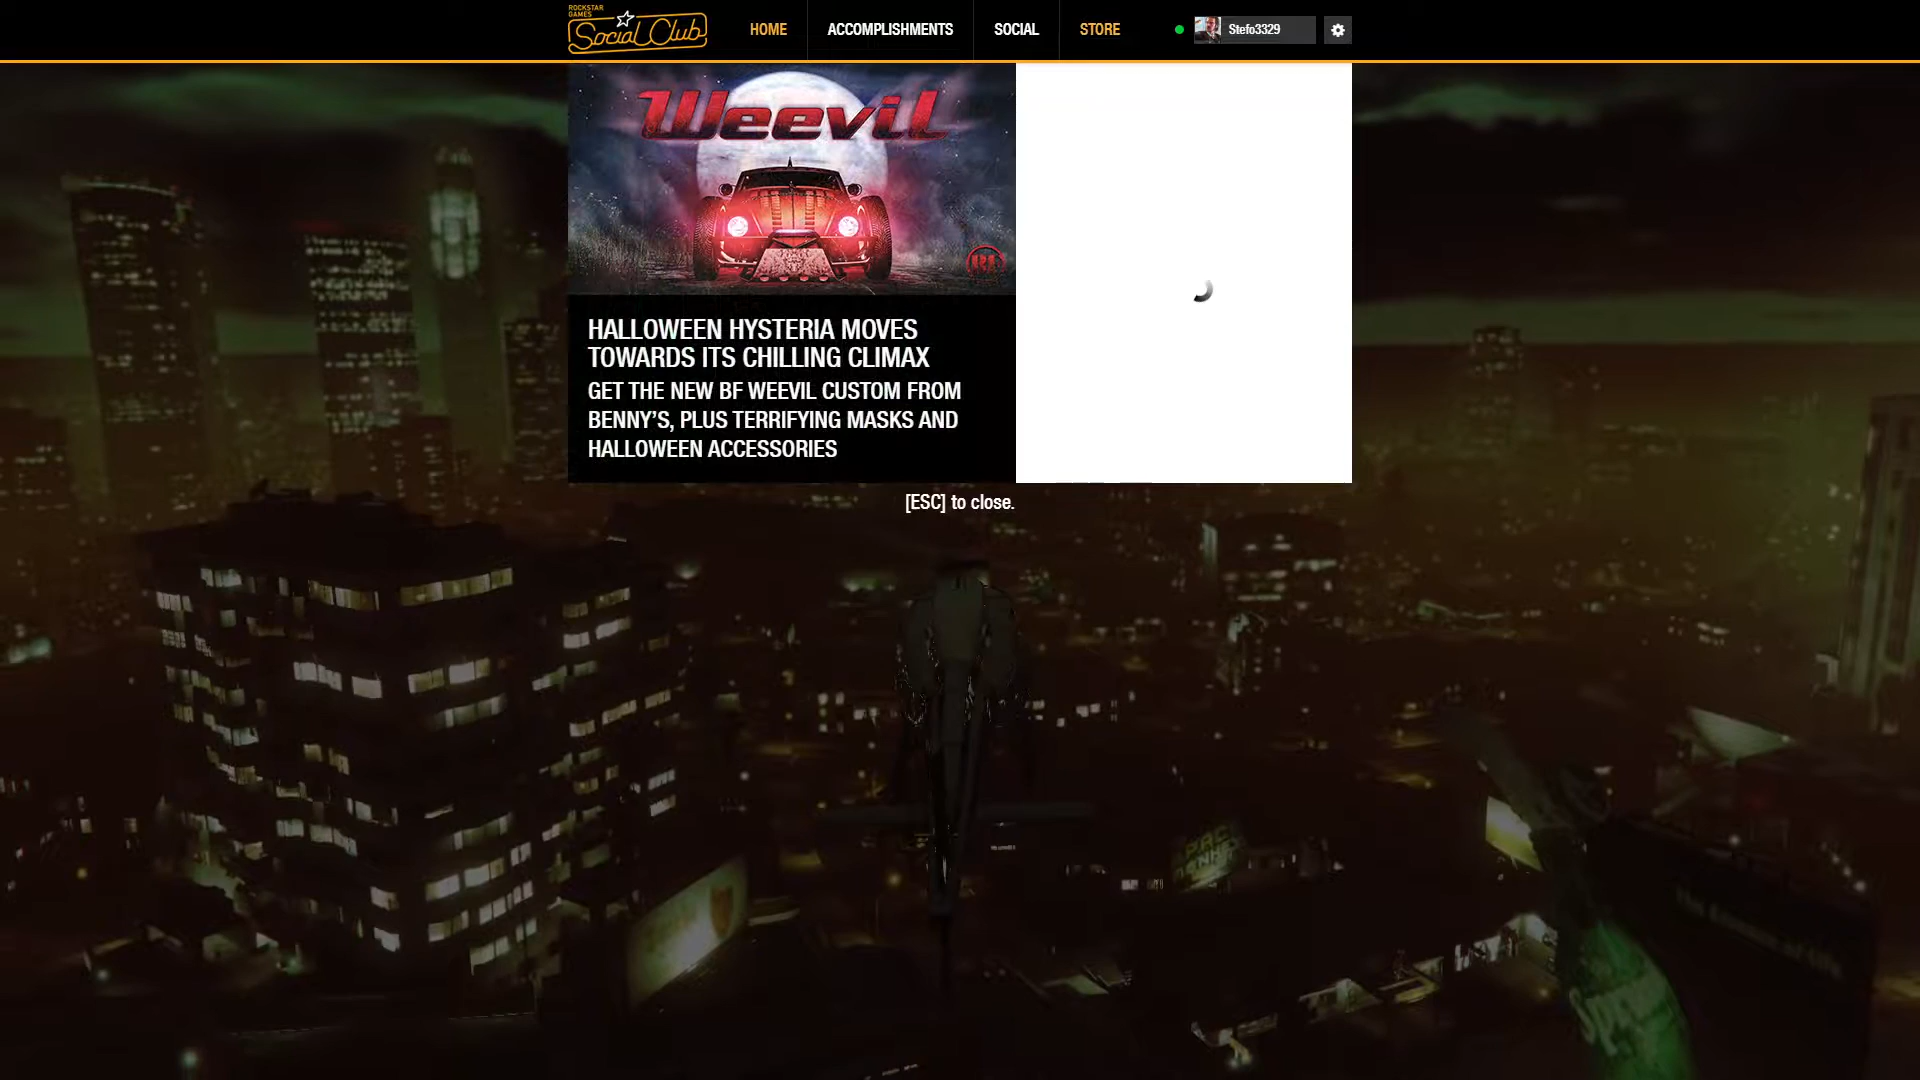 ROCKSTAR
GAMES
Social Club
HOME
ACCOMPLISHMENTS
SOCIAL
STORE
Stefo3329
Weevil
BF
HALLOWEEN HYSTERIA MOVES
TOWARDS ITS CHILLING CLIMAX
GET THE NEW BF WEEVIL CUSTOM FROM
BENNY'S, PLUS TERRIFYING MASKS AND
HALLOWEEN ACCESSORIES
[ESC] to close.